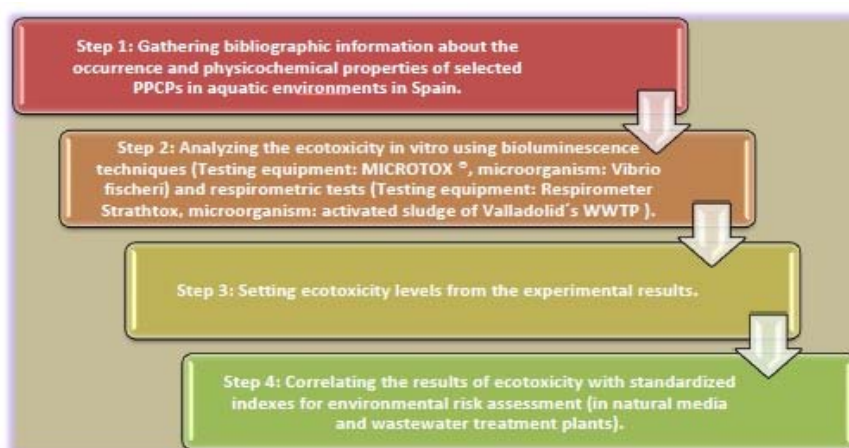 Step 1: Gathering bibliographic information about the
occurrence and physicochemical properties of selected
PPCPs in aquatic environments in Spain.
Step 2: Analyzing the ecotoxicity in vitro using bioluminescence
techniques (Testing equipment: MICROTOX ®, microorganism: Vibrio
fischeri) and respirometric tests (Testing equipment: Respirometer
Strathtox, microorganism: activated sludge of Valladolid´s WWTP ).
Step 3: Setting ecotoxicity levels from the experimental results.
Step 4: Correlating the results of ecotoxicity with standardized
indexes for environmental risk assessment (in natural media
and wastewater treatment plants).